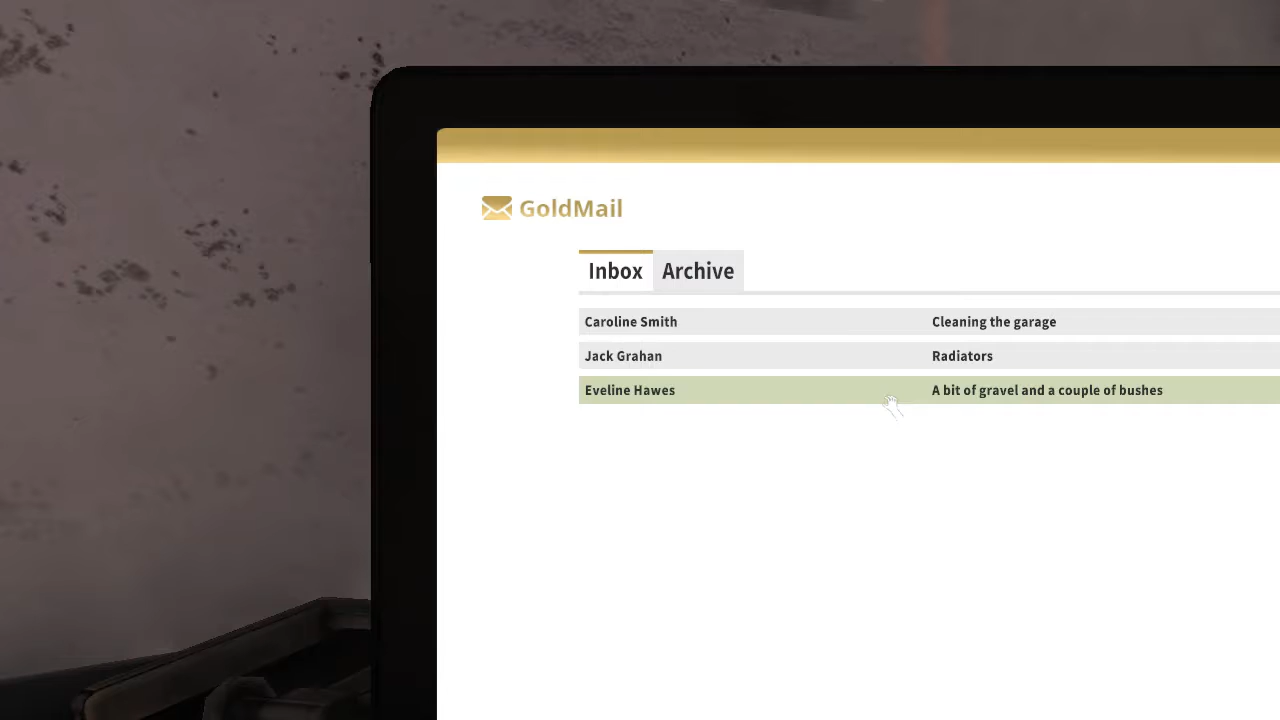 GoldMail
Inbox Archive
Caroline Smith Cleaning the garage
Jack Grahan Radiators
Eveline Hawes A bit of gravel and a couple of bushes